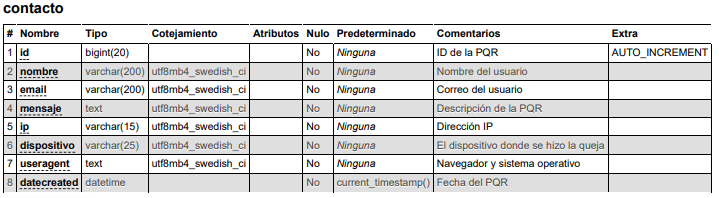 contacto
# Nombre Tipo Cotejamiento Atributos Nulo Predeterminado Comentarios Extra
1 id bigint(20) No Ninguna ID de la PQR AUTO_INCREMENT
2 nombre varchar(200) utf8mb4_swedish_ci No Ninguna Nombre del usuario
3 email varchar(200) utf8mb4_swedish_ci No Ninguna Correo del usuario
4 mensaje text utf8mb4_swedish_ci No Ninguna Descripción de la PQR
5 ip varchar(15) utf8mb4_swedish_ci No Ninguna Dirección IP
6 dispositivo varchar(25) utf8mb4_swedish_ci No Ninguna El dispositivo donde se hizo la queja
7 useragent text utf8mb4_swedish_ci No Ninguna Navegador y sistema operativo
8 datecreated datetime No current_timestamp() Fecha del PQR